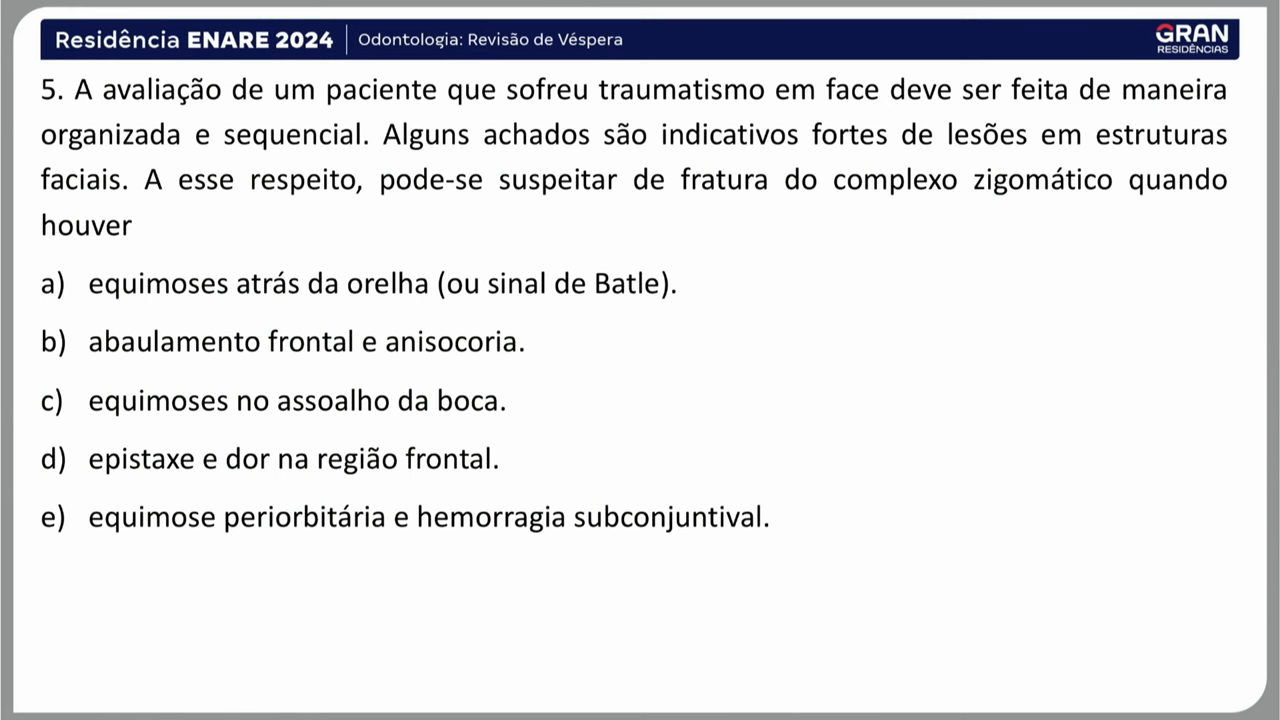 Residência ENARE 2024 | Odontologia: Revisão de Véspera
GRAN
RESIDÊNCIAS
5. A avaliação de um paciente que sofreu traumatismo em face deve ser feita de maneira
organizada e sequencial. Alguns achados são indicativos fortes de lesões em estruturas
faciais. A esse respeito, pode-se suspeitar de fratura do complexo zigomático quando
houver
a) equimoses atrás da orelha (ou sinal de Batle).
b) abaulamento frontal e anisocoria.
c) equimoses no assoalho da boca.
d) epistaxe e dor na região frontal.
e) equimose periorbitária e hemorragia subconjuntival.